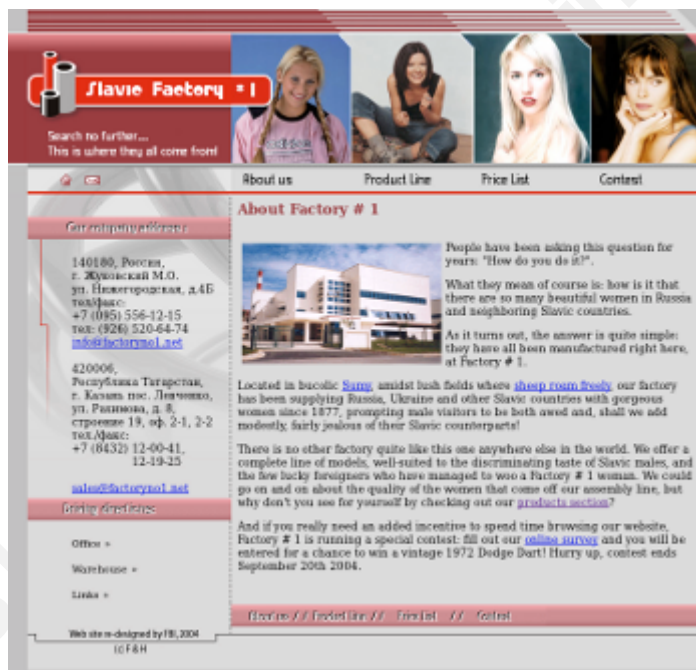 Slavic Factory # 1
Search no further...
This is where they all come from!
About us
Product Line
Price List
Contest
Our company address:
140180, Россия,
г. Жуковский М.О.
ул. Нижегородская, д.4Б
тел/факс:
+7 (095) 556-12-15
тел: (926) 520-64-74
info@factoryno1.net
420006,
Республика Татарстан,
г. Казань пос. Левченко,
ул. Рахимова, д. 8,
строение 19, оф. 2-1, 2-2
тел./факс:
+7 (8432) 12-00-41,
12-19-25
sales@factoryno1.net
Driving directions:
Office »
Warehouse »
Links »
Web site re-designed by FBI, 2004
(c) F & H
About Factory # 1
People have been asking this question for
years: "How do you do it?".
What they mean of course is: how is it that
there are so many beautiful women in Russia
and neighboring Slavic countries.
As it turns out, the answer is quite simple:
they have all been manufactured right here,
at Factory # 1.
Located in bucolic Sumy, amidst lush fields where sheep roam freely, our factory
has been supplying Russia, Ukraine and other Slavic countries with gorgeous
women since 1877, prompting male visitors to be both awed and, shall we add
modestly, fairly jealous of their Slavic counterparts!
There is no other factory quite like this one anywhere else in the world. We offer a
complete line of models, well-suited to the discriminating taste of Slavic males, and
the few lucky foreigners who have managed to woo a Factory # 1 woman. We could
go on and on about the quality of the women that come off our assembly line, but
why don't you see for yourself by checking out our products section?
And if you really need an added incentive to spend time browsing our website,
Factory # 1 is running a special contest: fill out our online survey and you will be
entered for a chance to win a vintage 1972 Dodge Dart! Hurry up, contest ends
September 20th 2004.
About us / / Product Line / / Price List / / Contest